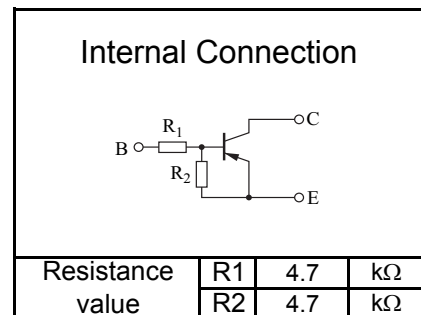 Internal Connection
C
R1
B
R2
E
Resistance value R1 4.7 kΩ
R2 4.7 kΩ